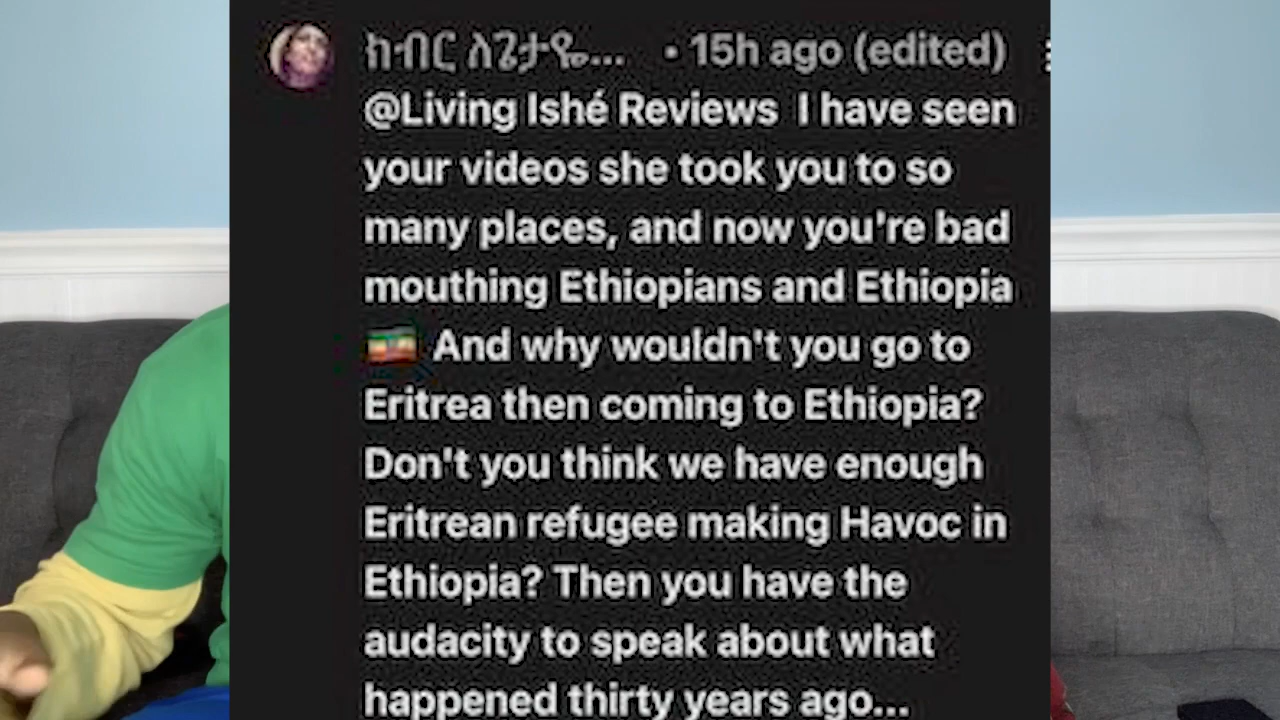 ክብር ለጌታዬ... • 15h ago (edited)
@Living Ishé Reviews I have seen
your videos she took you to so
many places, and now you're bad
mouthing Ethiopians and Ethiopia
🇪🇹 And why wouldn't you go to
Eritrea then coming to Ethiopia?
Don't you think we have enough
Eritrean refugee making Havoc in
Ethiopia? Then you have the
audacity to speak about what
happened thirty years ago...